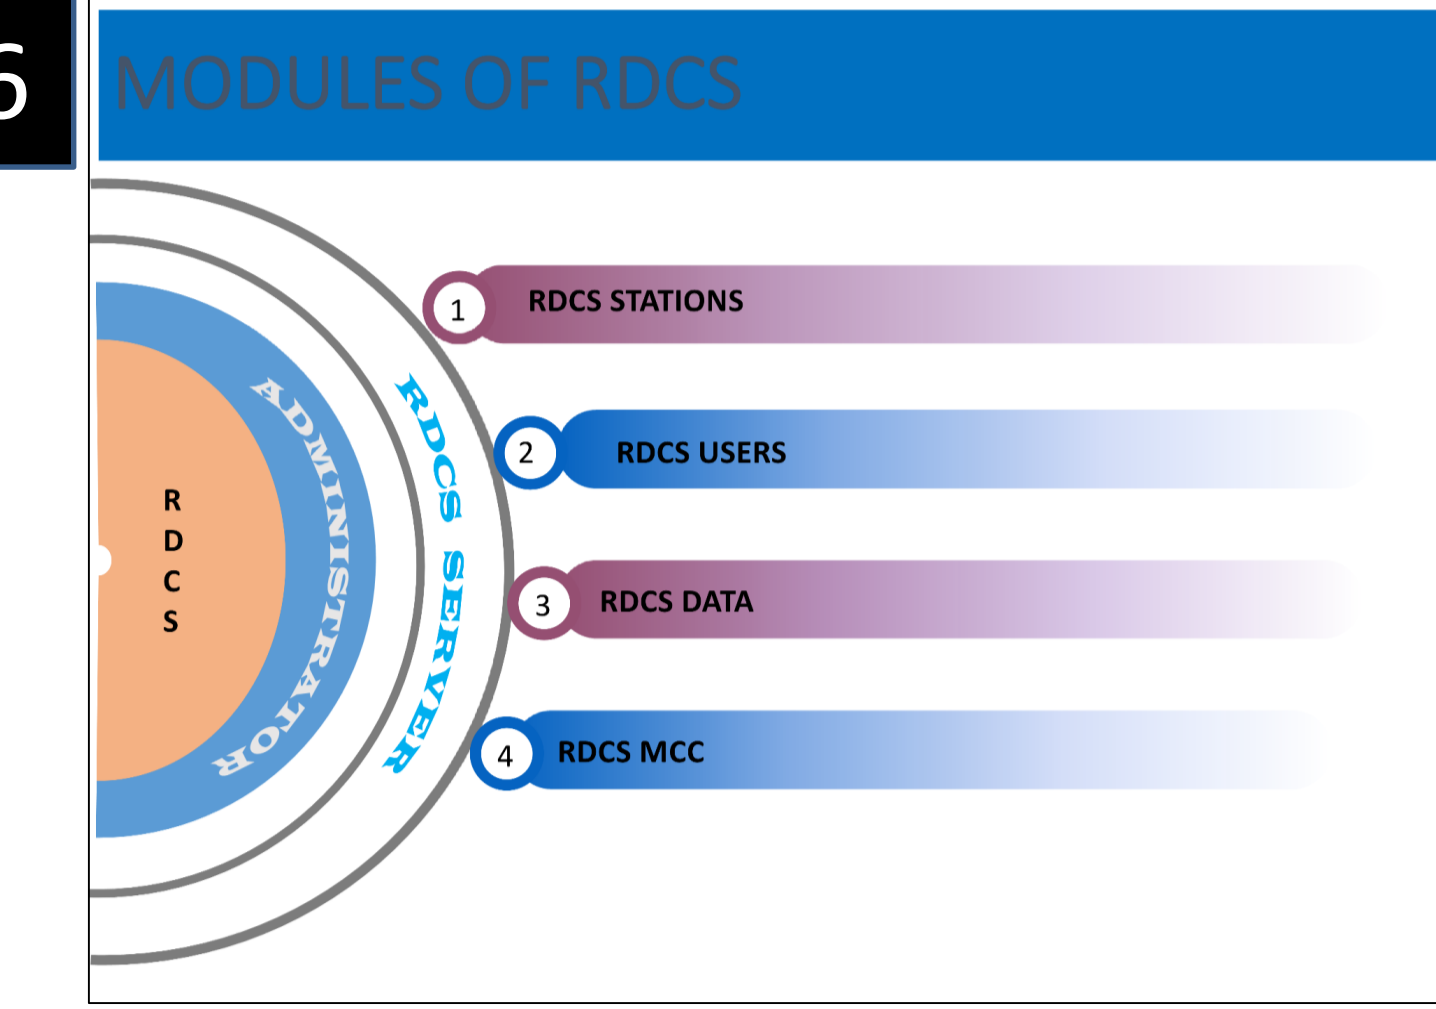 6
MODULES OF RDCS
1
RDCS STATIONS
2
RDCS USERS
3
RDCS DATA
4
RDCS MCC
R
D
C
S
ADMINISTRATOR
RDCS SERVER